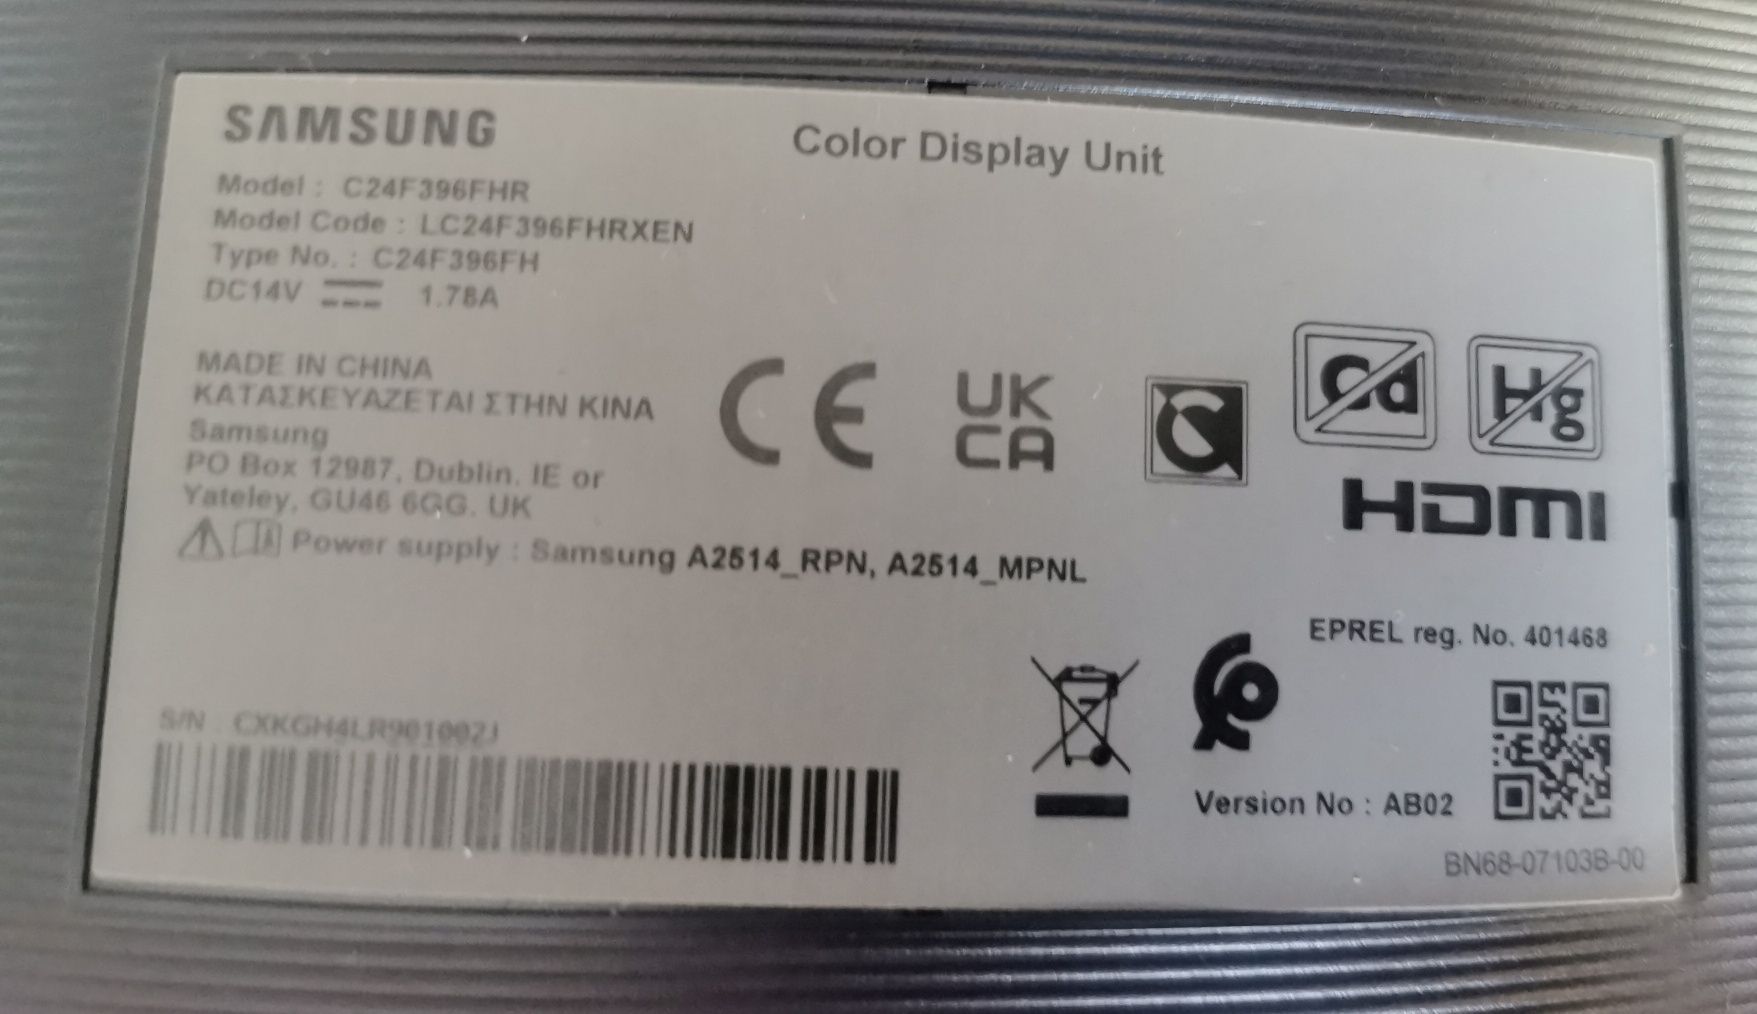 SAMSUNG
Color Display Unit
Model : C24F396FHR
Model Code : LC24F396FHRXEN
Type No. : C24F396FH
DC14V 1.78A
MADE IN CHINA
ΚΑΤΑΣΚΕΥΑΖΕΤΑΙ ΣΤΗΝ ΚΙΝΑ
Samsung
PO Box 12987, Dublin. IE or
Yateley, GU46 6GG. UK
Power supply : Samsung A2514_RPN, A2514_MPNL
CE
UK
CA
Cd
Hg
HDMI
EPREL reg. No. 401468
S/N : CXKGH4LR901002J
Version No : AB02
BN68-07103B-00